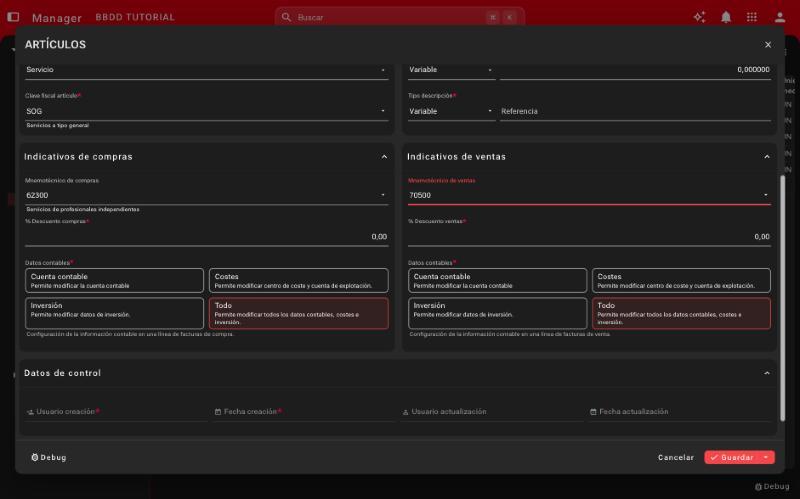 Manager
BBDD TUTORIAL
Buscar
⌘ K
ARTÍCULOS
Servicio
Variable
0,000000
Clave fiscal artículo*
Tipo descripción*
SOG
Variable
Referencia
Servicios a tipo general
Indicativos de compras
Indicativos de ventas
Mnemotécnico de compras
Mnemotécnico de ventas
62300
70500
Servicios de profesionales independientes
% Descuento compras*
% Descuento ventas*
0,00
0,00
Datos contables*
Datos contables*
Cuenta contable
Permite modificar la cuenta contable
Costes
Permite modificar centro de coste y cuenta de explotación.
Cuenta contable
Permite modificar la cuenta contable
Costes
Permite modificar centro de coste y cuenta de explotación.
Inversión
Permite modificar datos de inversión.
Todo
Permite modificar todos los datos contables, costes e
inversión.
Inversión
Permite modificar datos de inversión.
Todo
Permite modificar todos los datos contables, costes e
inversión.
Configuración de la información contable en una línea de facturas de compra.
Configuración de la información contable en una línea de facturas de venta.
Datos de control
Usuario creación*
Fecha creación*
Usuario actualización
Fecha actualización
Debug
Cancelar
Guardar
Debug